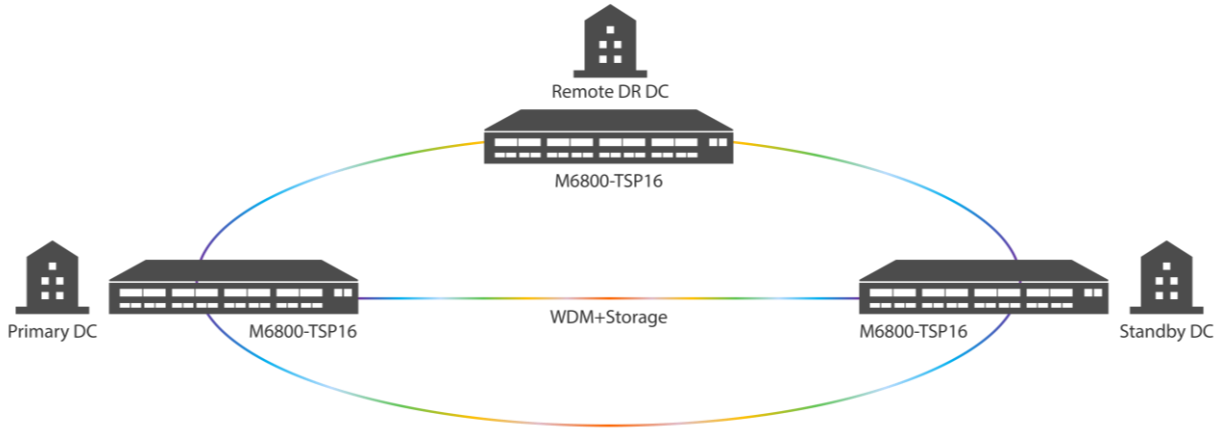 Remote DR DC
M6800-TSP16
Primary DC
M6800-TSP16
WDM+Storage
M6800-TSP16
Standby DC